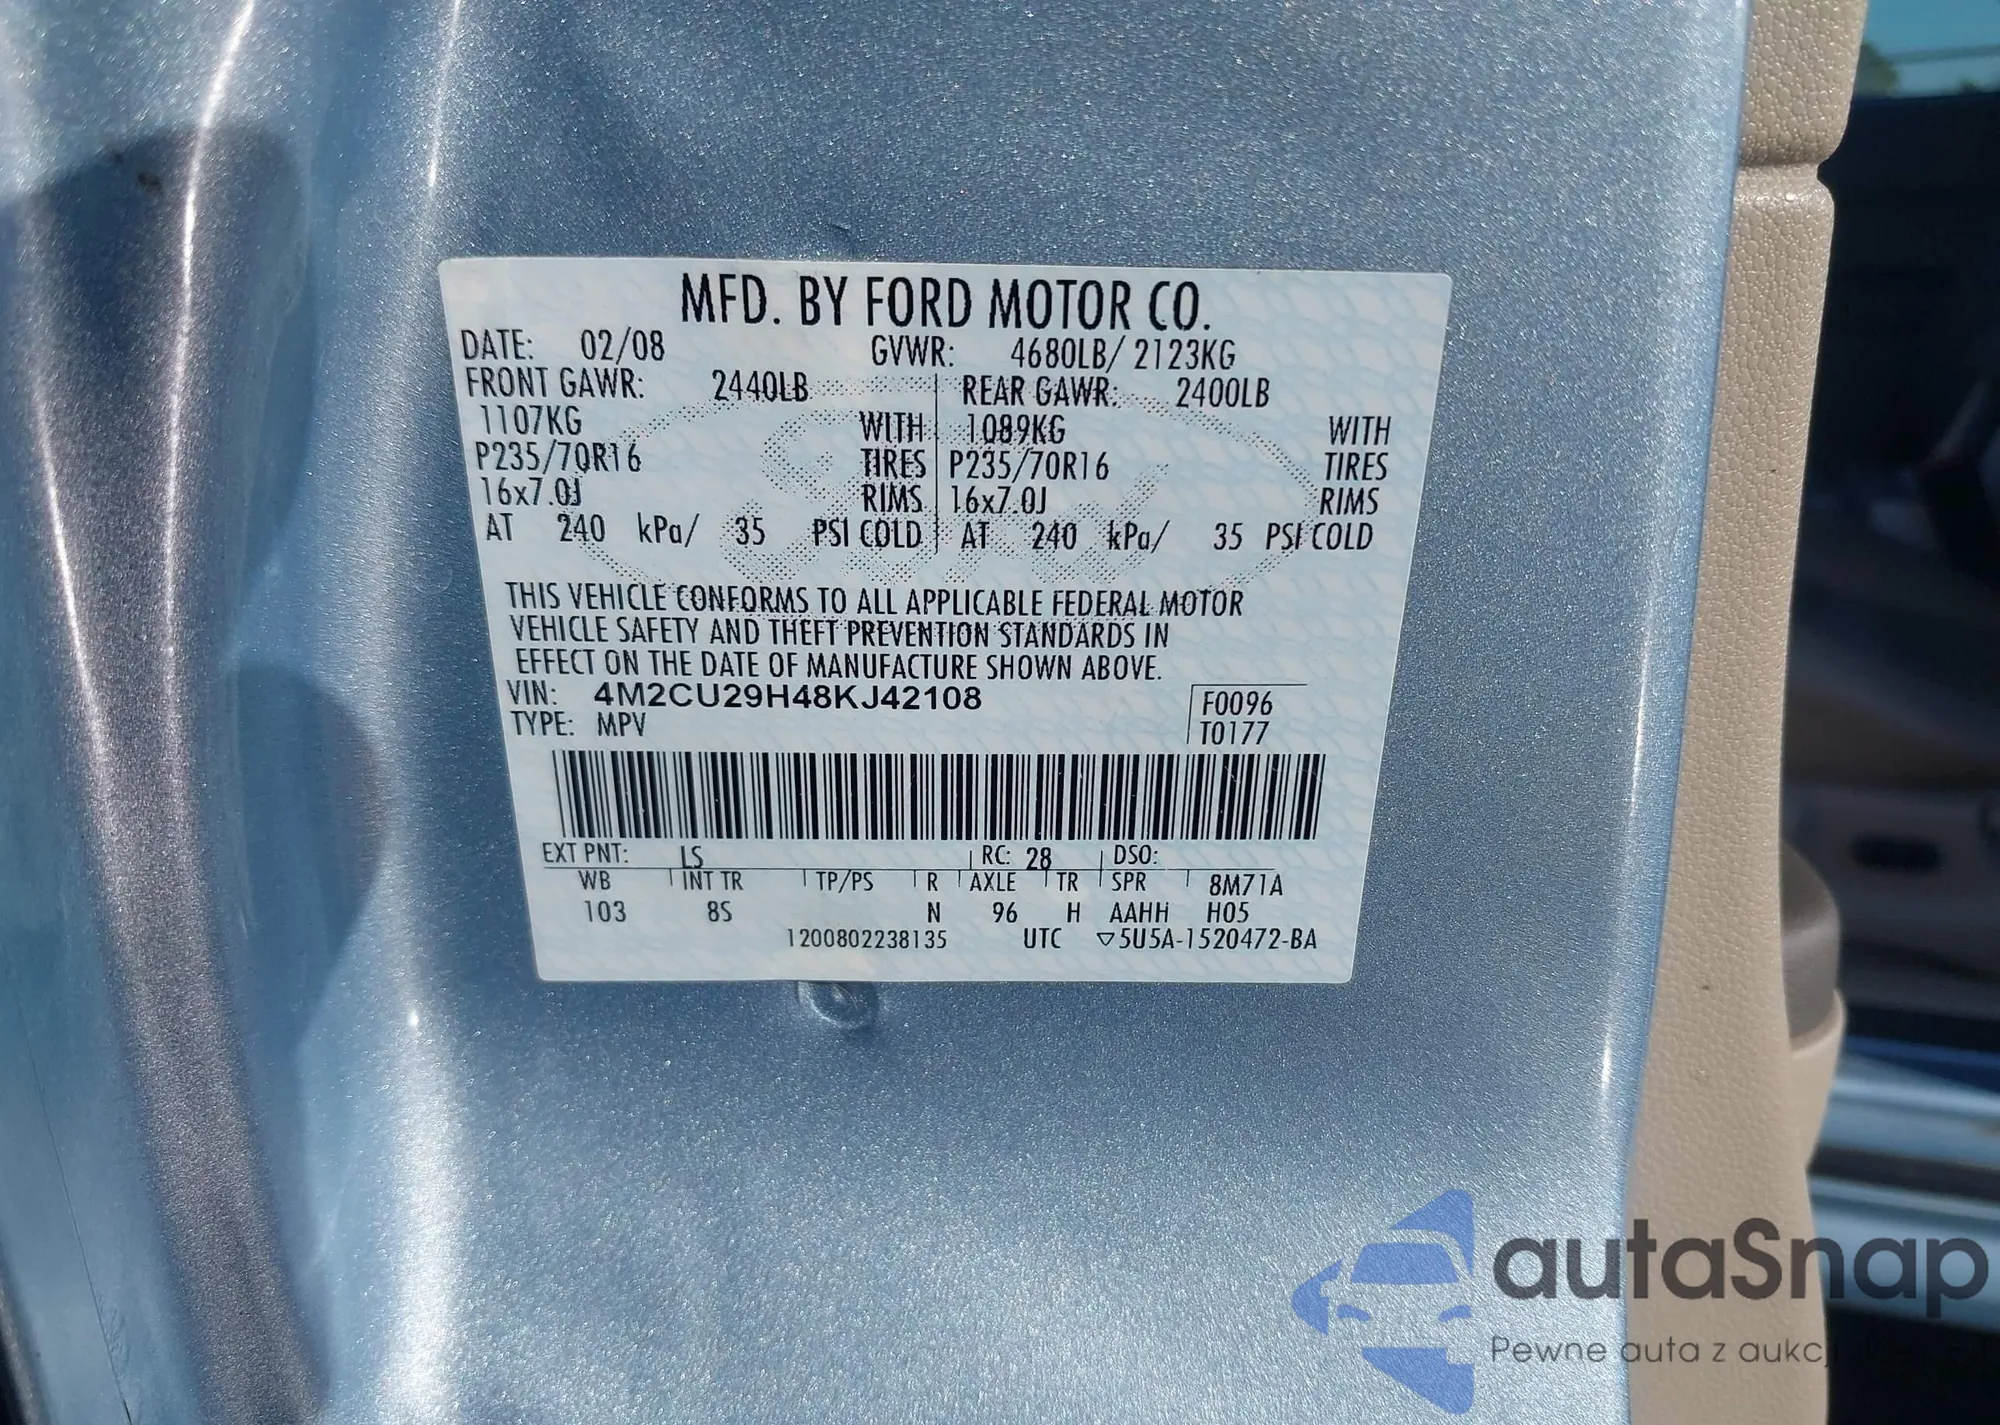 MFD. BY FORD MOTOR CO.
DATE: 02/08 GVWR: 4680LB/ 2123KG
FRONT GAWR: 2440LB REAR GAWR: 2400LB
1107KG WITH 1089KG WITH
P235/70R16 TIRES P235/70R16 TIRES
16x7.0J RIMS 16x7.0J RIMS
AT 240 kPa/ 35 PSI COLD AT 240 kPa/ 35 PSI COLD
THIS VEHICLE CONFORMS TO ALL APPLICABLE FEDERAL MOTOR
VEHICLE SAFETY AND THEFT PREVENTION STANDARDS IN
EFFECT ON THE DATE OF MANUFACTURE SHOWN ABOVE.
VIN: 4M2CU29H48KJ42108 F0096
TYPE: MPV T0177
EXT PNT: LS RC: 28 DSO:
WB INT TR TP/PS R AXLE TR SPR 8M71A
103 8S N 96 H AAHH H05
1200802238135 UTC ▽5U5A-1520472-BA
autaSnap
Pewne auta z